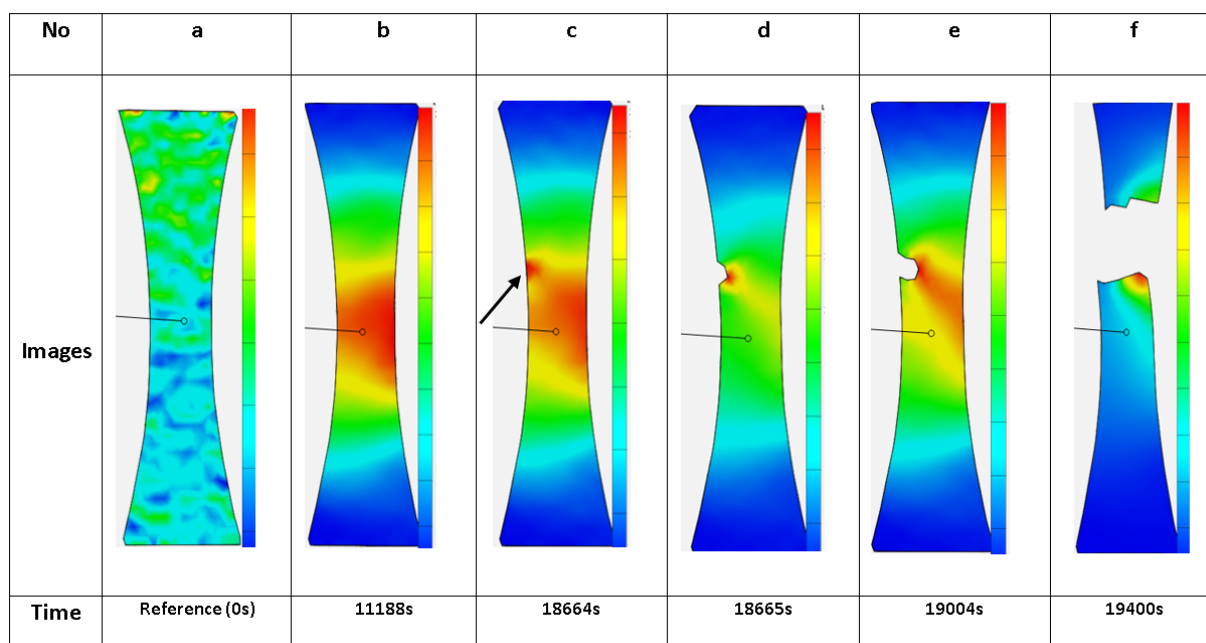 No a b c d e f
Images
Time Reference (0s) 11188s 18664s 18665s 19004s 19400s